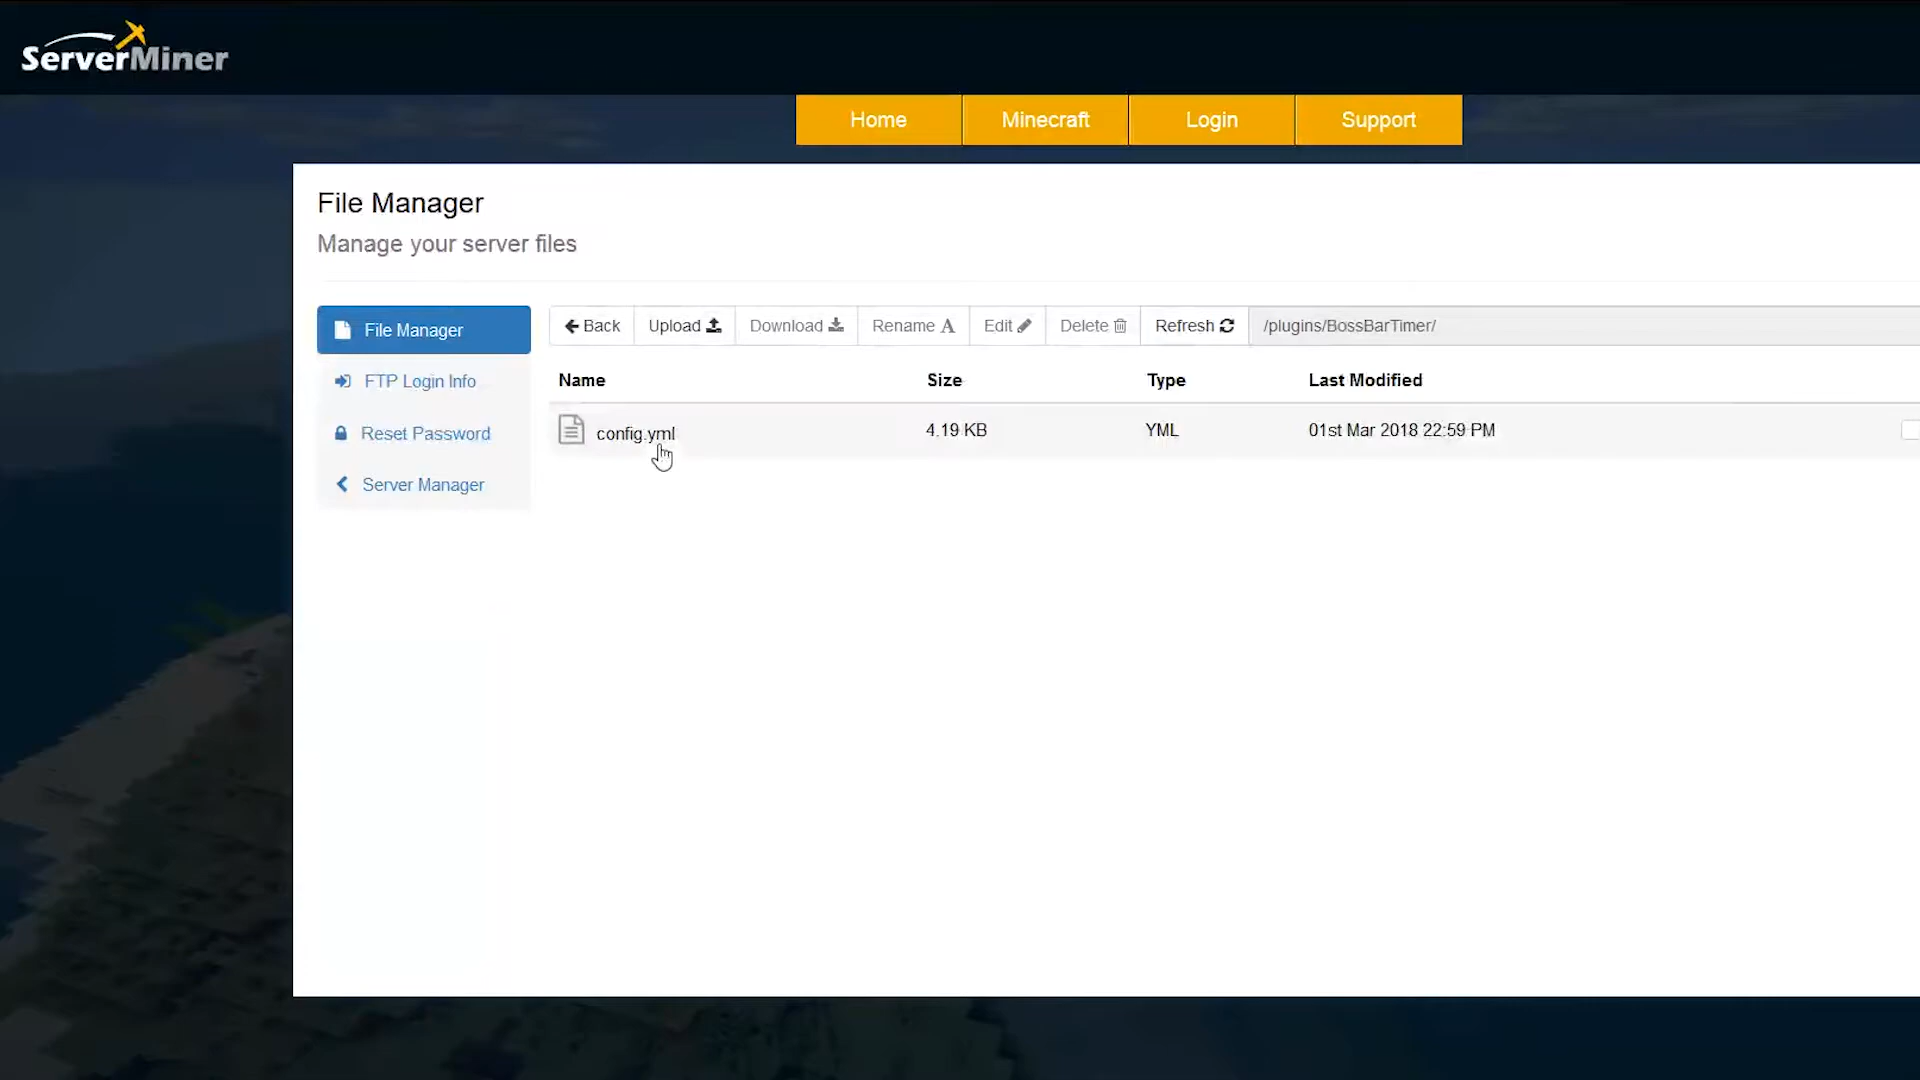 ServerMiner
Home Minecraft Login Support
File Manager
Manage your server files
File Manager
FTP Login Info
Reset Password
Server Manager
Back Upload Download Rename Edit Delete Refresh /plugins/BossBarTimer/
Name Size Type Last Modified
config.yml 4.19 KB YML 01st Mar 2018 22:59 PM